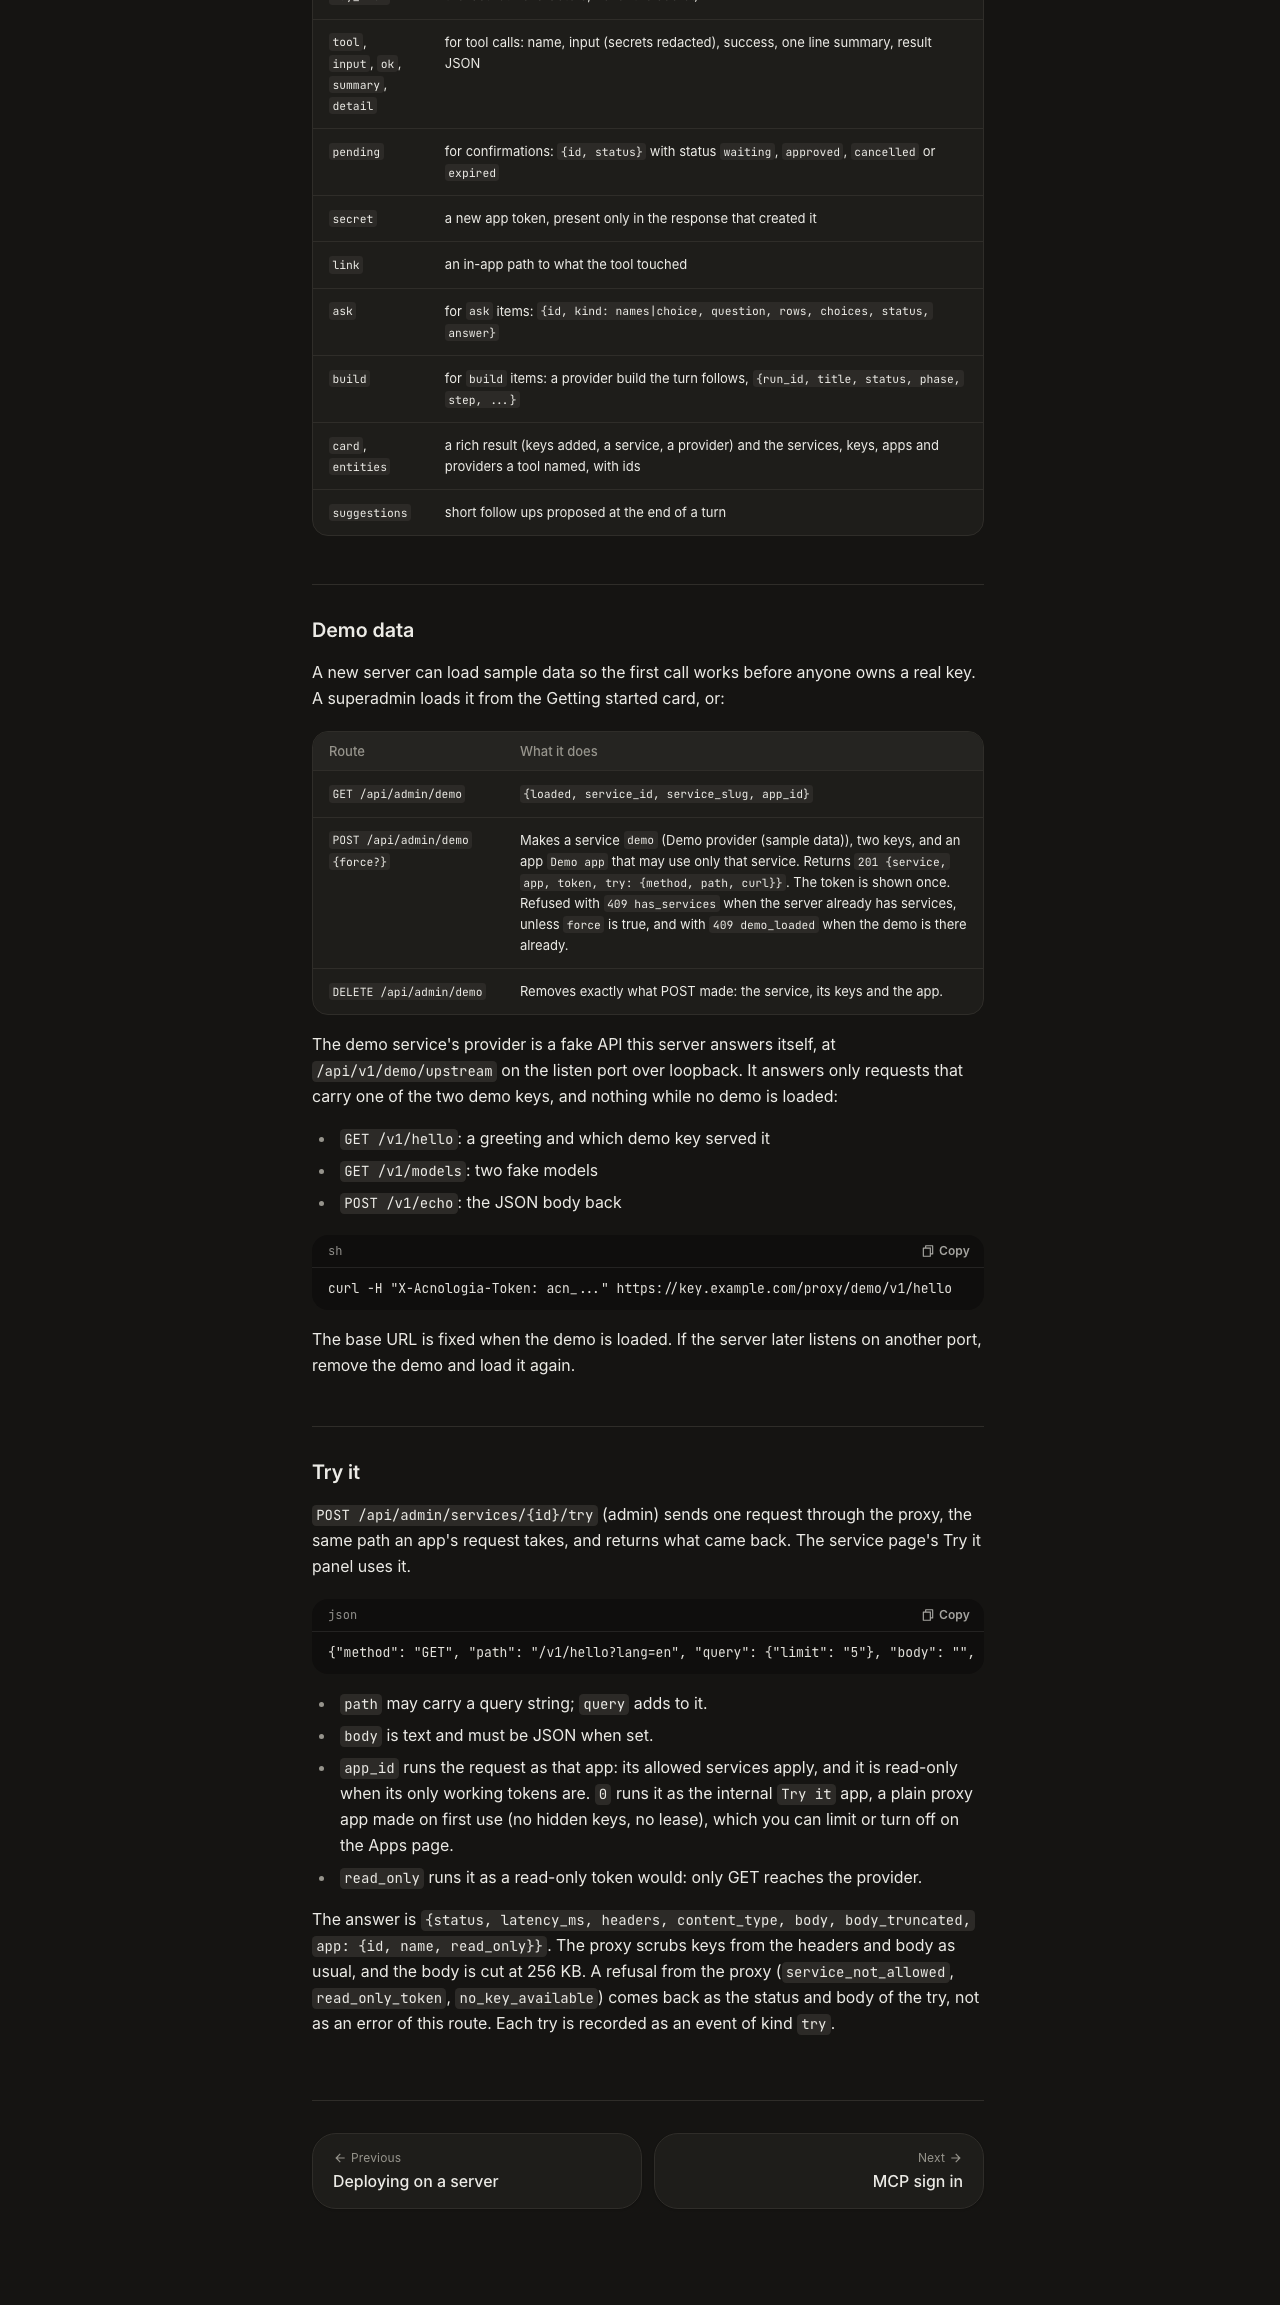 tool,
input, ok,
summary,
detail
for tool calls: name, input (secrets redacted), success, one line summary, result
JSON
pending
for confirmations: {id, status} with status waiting, approved, cancelled or
expired
secret
a new app token, present only in the response that created it
link
an in-app path to what the tool touched
ask
for ask items: {id, kind: names|choice, question, rows, choices, status,
answer}
build
for build items: a provider build the turn follows, {run_id, title, status, phase,
step, ...}
card,
entities
a rich result (keys added, a service, a provider) and the services, keys, apps and
providers a tool named, with ids
suggestions
short follow ups proposed at the end of a turn
Demo data
A new server can load sample data so the first call works before anyone owns a real key.
A superadmin loads it from the Getting started card, or:
Route
What it does
GET /api/admin/demo
{loaded, service_id, service_slug, app_id}
POST /api/admin/demo
{force?}
Makes a service demo (Demo provider (sample data)), two keys, and an
app Demo app that may use only that service. Returns 201 {service,
app, token, try: {method, path, curl}}. The token is shown once.
Refused with 409 has_services when the server already has services,
unless force is true, and with 409 demo_loaded when the demo is there
already.
DELETE /api/admin/demo
Removes exactly what POST made: the service, its keys and the app.
The demo service's provider is a fake API this server answers itself, at
/api/v1/demo/upstream on the listen port over loopback. It answers only requests that
carry one of the two demo keys, and nothing while no demo is loaded:
• GET /v1/hello: a greeting and which demo key served it
• GET /v1/models: two fake models
• POST /v1/echo: the JSON body back
sh
Copy
curl -H "X-Acnologia-Token: acn_..." https://key.example.com/proxy/demo/v1/hello
The base URL is fixed when the demo is loaded. If the server later listens on another port,
remove the demo and load it again.
Try it
POST /api/admin/services/{id}/try (admin) sends one request through the proxy, the
same path an app's request takes, and returns what came back. The service page's Try it
panel uses it.
json
Copy
{"method": "GET", "path": "/v1/hello?lang=en", "query": {"limit": "5"}, "body": "",
• path may carry a query string; query adds to it.
• body is text and must be JSON when set.
• app_id runs the request as that app: its allowed services apply, and it is read-only
when its only working tokens are. 0 runs it as the internal Try it app, a plain proxy
app made on first use (no hidden keys, no lease), which you can limit or turn off on
the Apps page.
• read_only runs it as a read-only token would: only GET reaches the provider.
The answer is {status, latency_ms, headers, content_type, body, body_truncated,
app: {id, name, read_only}}. The proxy scrubs keys from the headers and body as
usual, and the body is cut at 256 KB. A refusal from the proxy (service_not_allowed,
read_only_token, no_key_available) comes back as the status and body of the try, not
as an error of this route. Each try is recorded as an event of kind try.
← Previous
Deploying on a server
Next →
MCP sign in